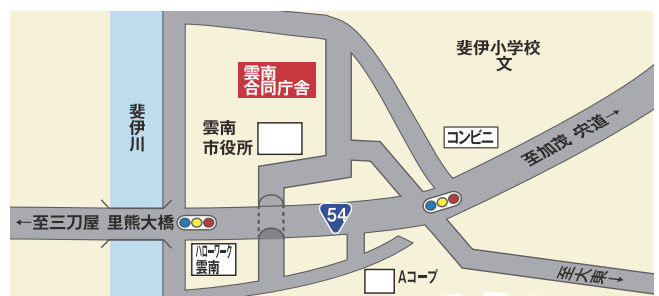 斐伊小学校
文
雲南
合同庁舎
斐伊川
雲南
市役所
コンビニ
至加茂 宍道→
54
←至三刀屋 里熊大橋
ハローワーク
雲南
Aコープ
至大東→